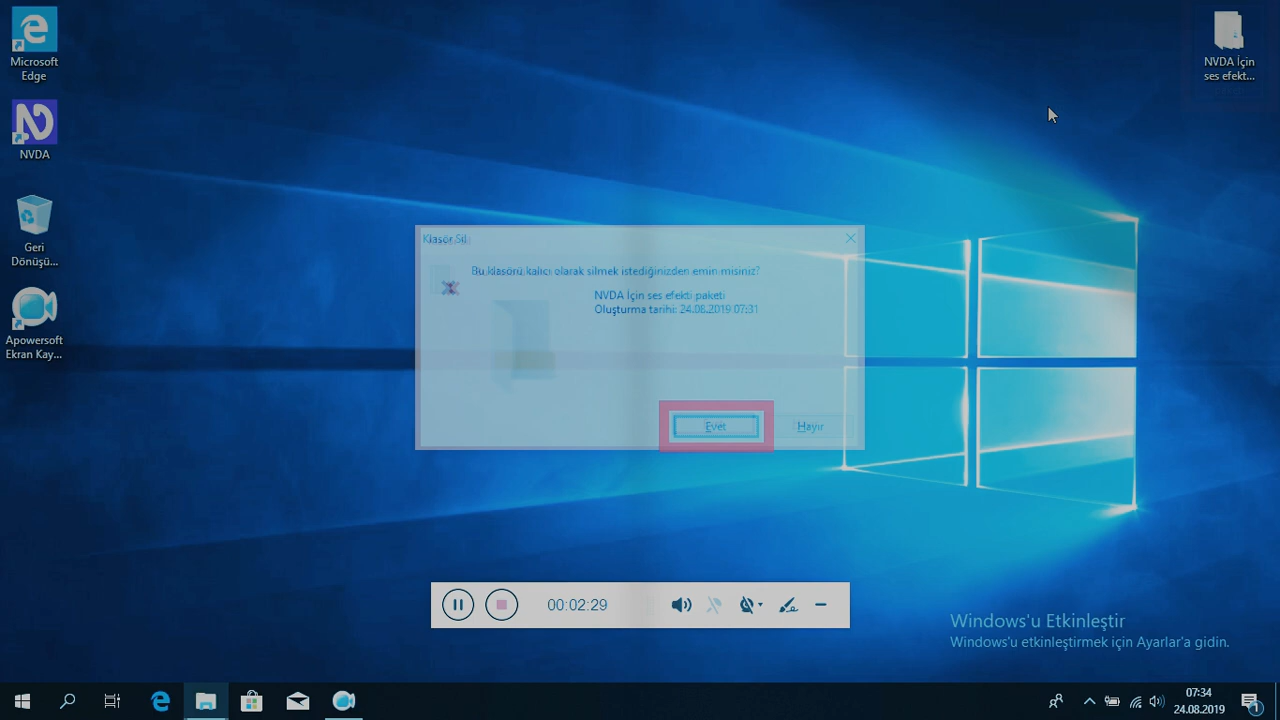 Microsoft
Edge
NVDA
Geri
Dönüşü...
Apowersoft
Ekran Kay...
NVDA İçin
ses efekt...
Klasör Sil
Bu klasörü kalıcı olarak silmek istediğinizden emin misiniz?
NVDA İçin ses efekti paketi
Oluşturma tarihi: 24.08.2019 07:31
Evet
Hayır
00:02:29
Windows'u Etkinleştir
Windows'u etkinleştirmek için Ayarlar'a gidin.
07:34
24.08.2019
1